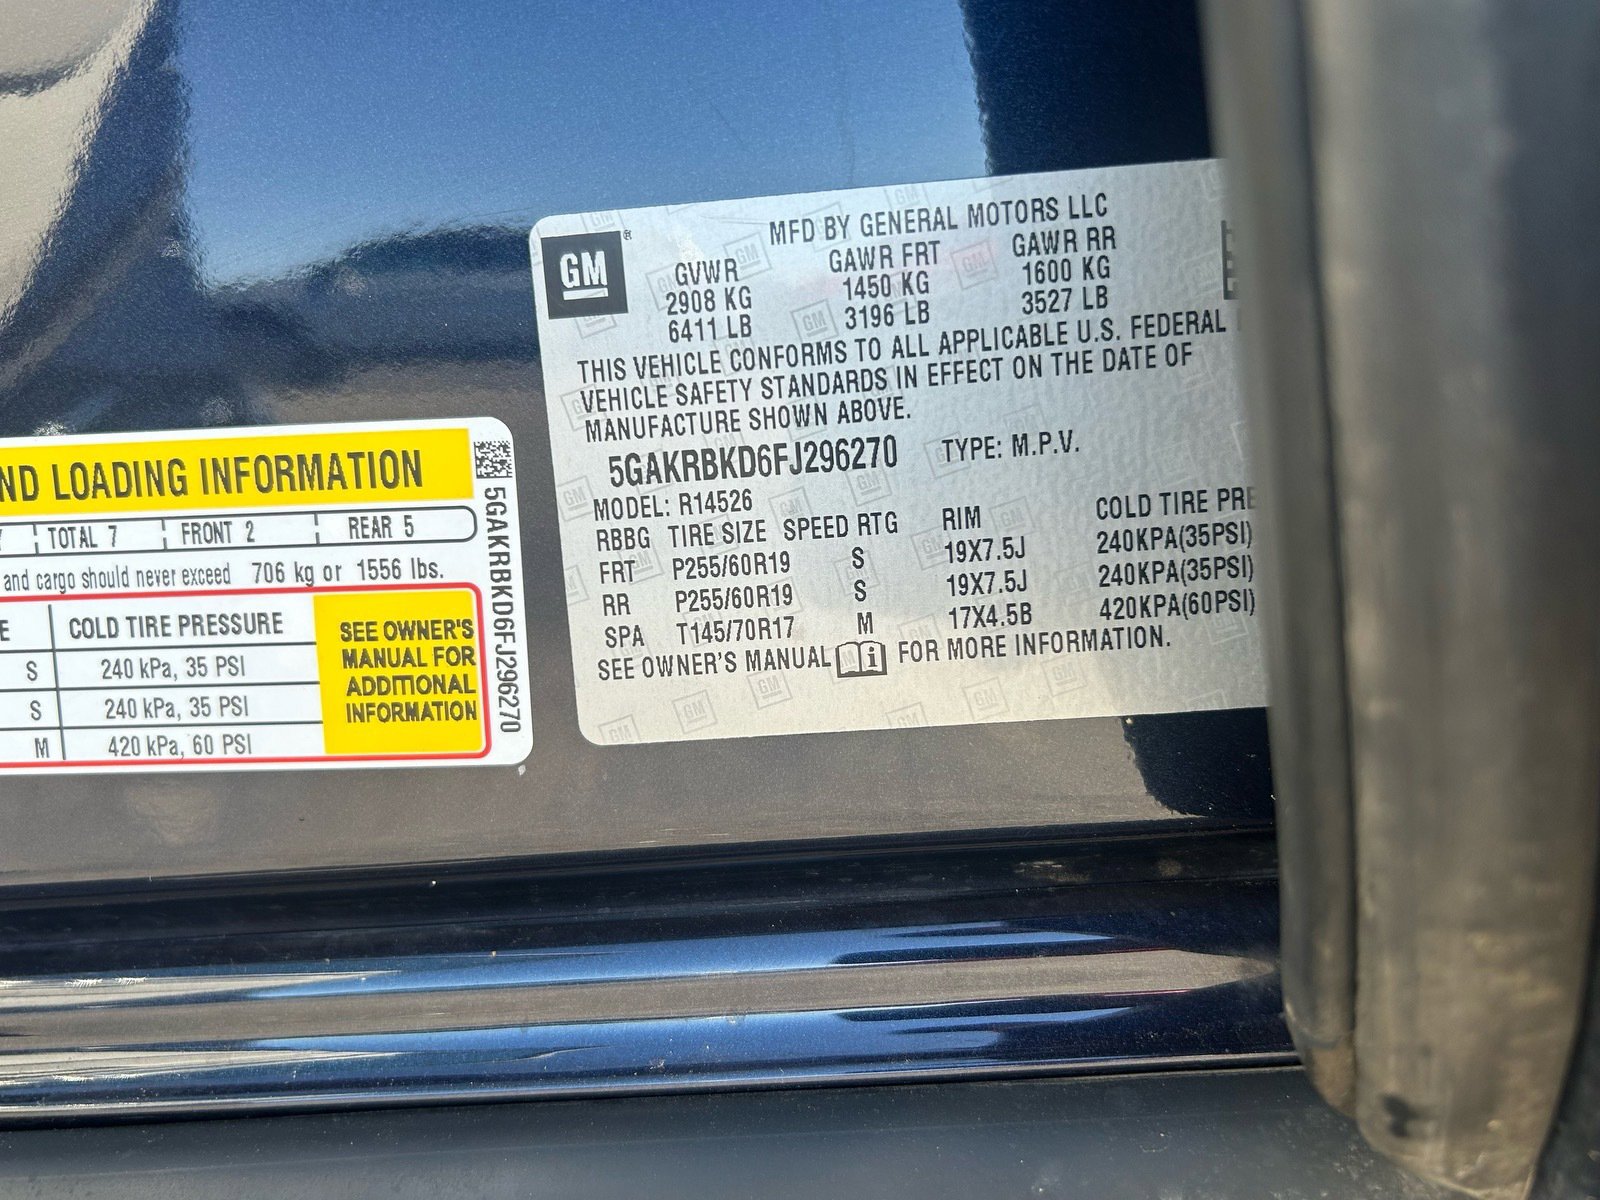 ND LOADING INFORMATION
TOTAL 7 FRONT 2 REAR 5
and cargo should never exceed 706 kg or 1556 lbs.
COLD TIRE PRESSURE
S 240 kPa, 35 PSI
S 240 kPa, 35 PSI
M 420 kPa, 60 PSI
SEE OWNER'S
MANUAL FOR
ADDITIONAL
INFORMATION
5GAKRBKD6FJ296270
GM ®
MFD BY GENERAL MOTORS LLC
GVWR GAWR FRT GAWR RR
2908 KG 1450 KG 1600 KG
6411 LB 3196 LB 3527 LB
THIS VEHICLE CONFORMS TO ALL APPLICABLE U.S. FEDERAL
VEHICLE SAFETY STANDARDS IN EFFECT ON THE DATE OF
MANUFACTURE SHOWN ABOVE.
5GAKRBKD6FJ296270 TYPE: M.P.V.
MODEL: R14526
RBBG TIRE SIZE SPEED RTG RIM COLD TIRE PRE
FRT P255/60R19 S 19X7.5J 240KPA(35PSI)
RR P255/60R19 S 19X7.5J 240KPA(35PSI)
SPA T145/70R17 M 17X4.5B 420KPA(60PSI)
SEE OWNER'S MANUAL FOR MORE INFORMATION.